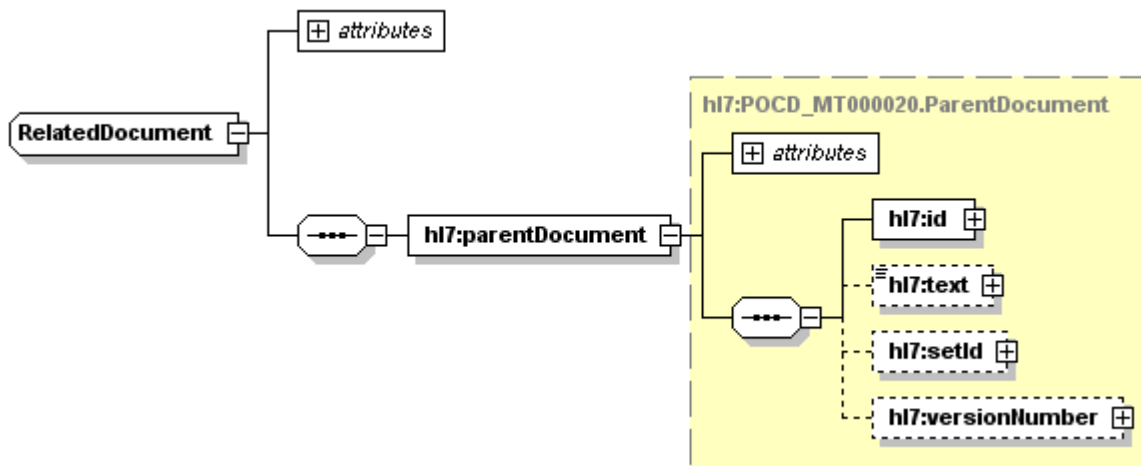 attributes
hl7:POCD_MT000020.ParentDocument
RelatedDocument
attributes
hl7:parentDocument
hl7:id
hl7:text
hl7:setId
hl7:versionNumber